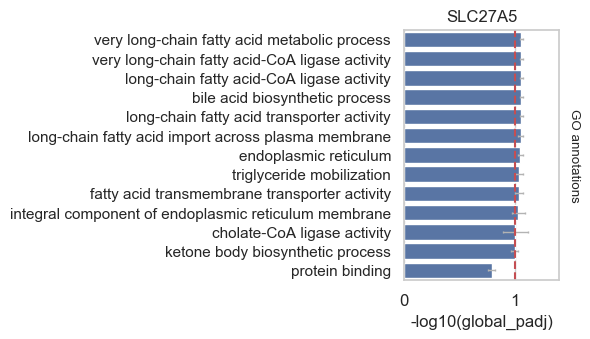 SLC27A5
very long-chain fatty acid metabolic process
very long-chain fatty acid-CoA ligase activity
long-chain fatty acid-CoA ligase activity
bile acid biosynthetic process
long-chain fatty acid transporter activity
long-chain fatty acid import across plasma membrane
endoplasmic reticulum
triglyceride mobilization
fatty acid transmembrane transporter activity
integral component of endoplasmic reticulum membrane
cholate-CoA ligase activity
ketone body biosynthetic process
protein binding
GO annotations
0 1
-log10(global_padj)